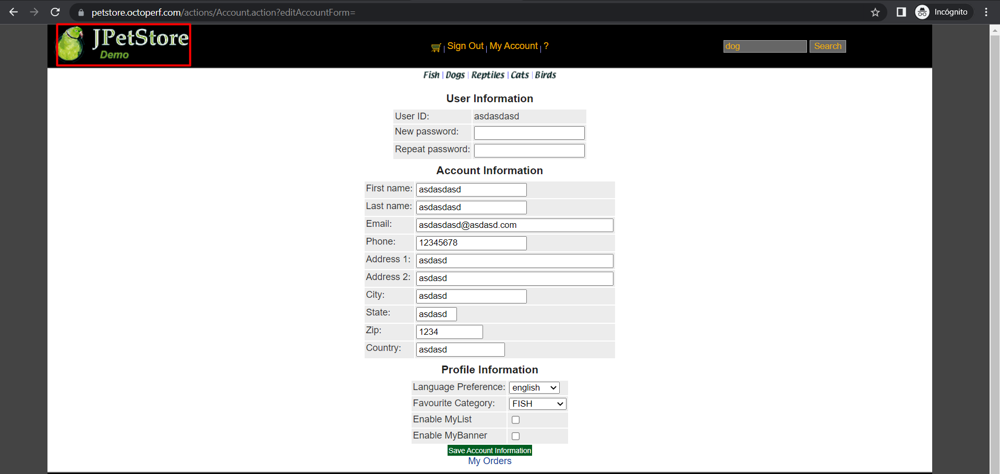 petstore.octoperf.com/actions/Account.action?editAccountForm=
Incógnito
JPetStore
Demo
Sign Out | My Account | ?
dog
Search
Fish | Dogs | Reptiles | Cats | Birds
User Information
User ID: asdasdasd
New password:
Repeat password:
Account Information
First name: asdasdasd
Last name: asdasdasd
Email: asdasdasd@asdasd.com
Phone: 12345678
Address 1: asdasd
Address 2: asdasd
City: asdasd
State: asdasd
Zip: 1234
Country: asdasd
Profile Information
Language Preference: english
Favourite Category: FISH
Enable MyList
Enable MyBanner
Save Account Information
My Orders